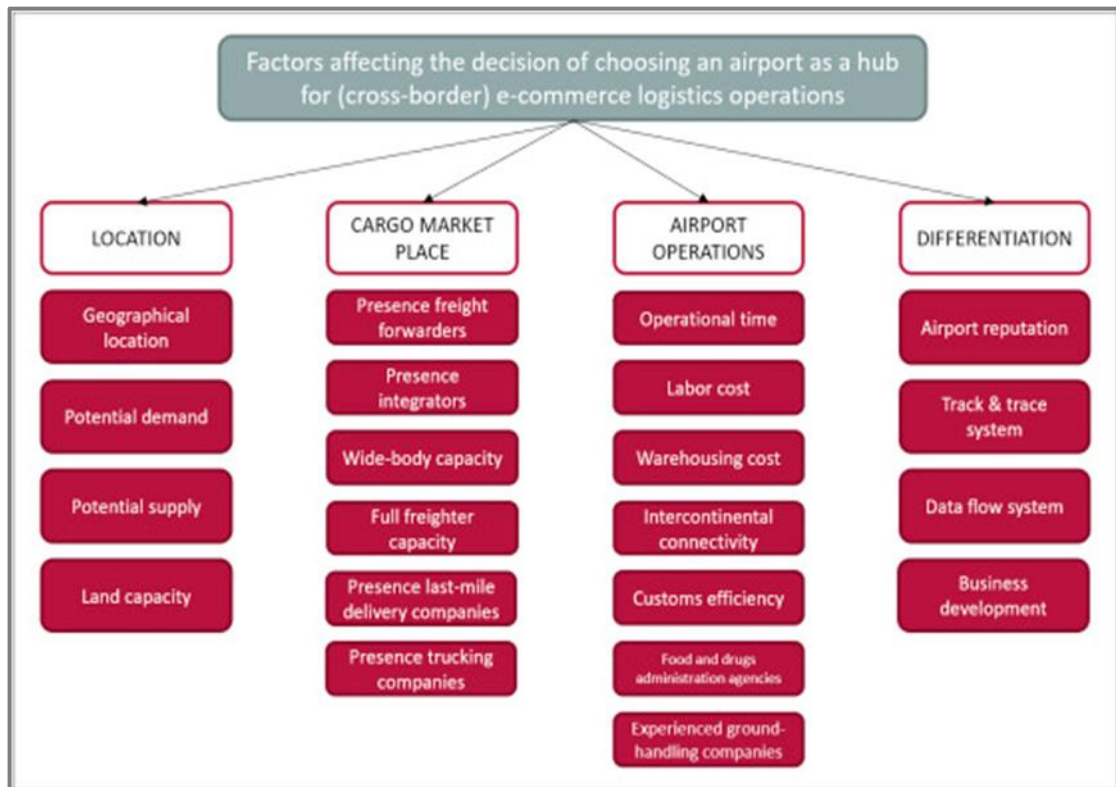 Factors affecting the decision of choosing an airport as a hub
for (cross-border) e-commerce logistics operations
LOCATION
Geographical
location
Potential demand
Potential supply
Land capacity
CARGO MARKET
PLACE
Presence freight
forwarders
Presence
integrators
Wide-body capacity
Full freighter
capacity
Presence last-mile
delivery companies
Presence trucking
companies
AIRPORT
OPERATIONS
Operational time
Labor cost
Warehousing cost
Intercontinental
connectivity
Customs efficiency
Food and drugs
administration agencies
Experienced ground-
handling companies
DIFFERENTIATION
Airport reputation
Track & trace
system
Data flow system
Business
development